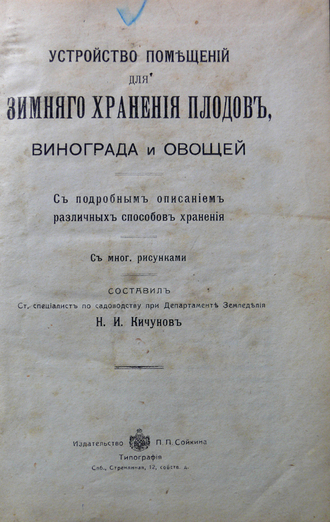 УСТРОЙСТВО ПОМѢЩЕНІЙ
ДЛЯ
ЗИМНЯГО ХРАНЕНІЯ ПЛОДОВЪ,
ВИНОГРАДА и ОВОЩЕЙ
Съ подробнымъ описаніемъ
различныхъ способовъ храненія
Съ мног. рисунками
СОСТАВИЛЪ
Ст. спеціалистъ по садоводству при Департаментѣ Земледѣлія
Н. И. Кичуновъ
Издательство П. П. Сойкина
Типографія
Спб., Стремянная, 12, собств. д.